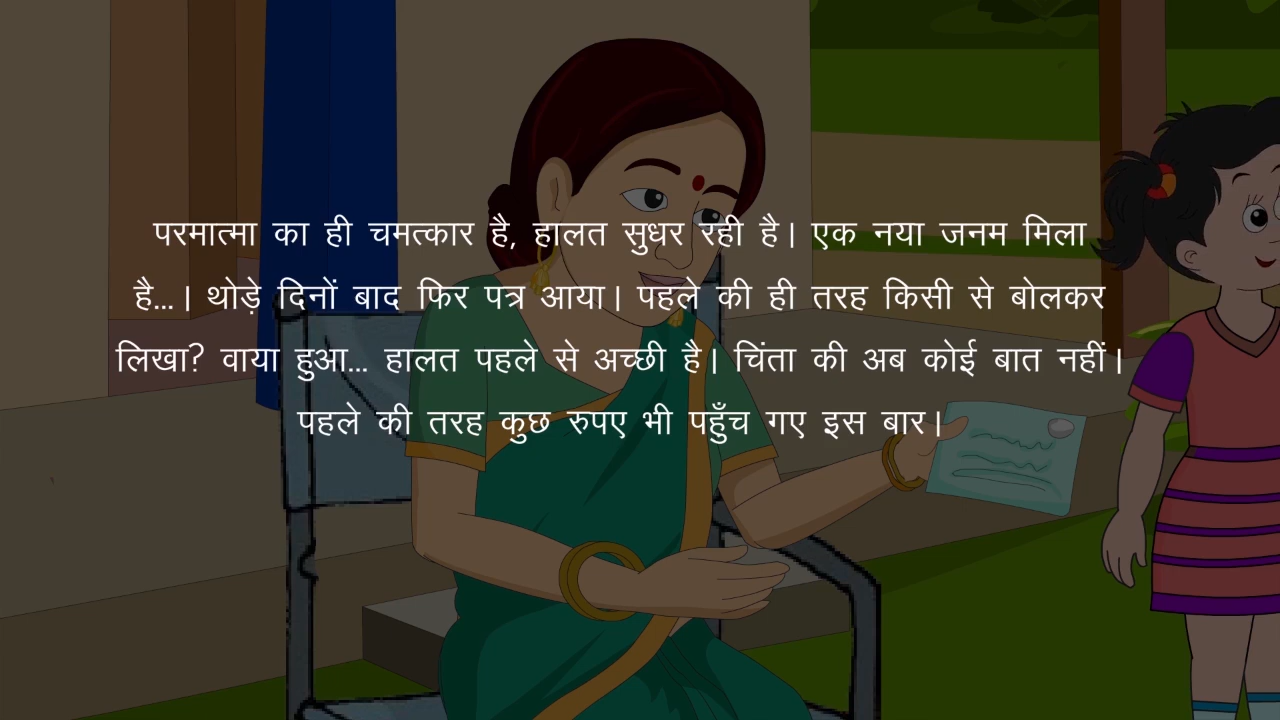 परमात्मा का ही चमत्कार है, हालत सुधर रही है। एक नया जनम मिला
है...। थोड़े दिनों बाद फिर पत्र आया। पहले की ही तरह किसी से बोलकर
लिखा? वाया हुआ... हालत पहले से अच्छी है। चिंता की अब कोई बात नहीं।
पहले की तरह कुछ रुपए भी पहुँच गए इस बार।